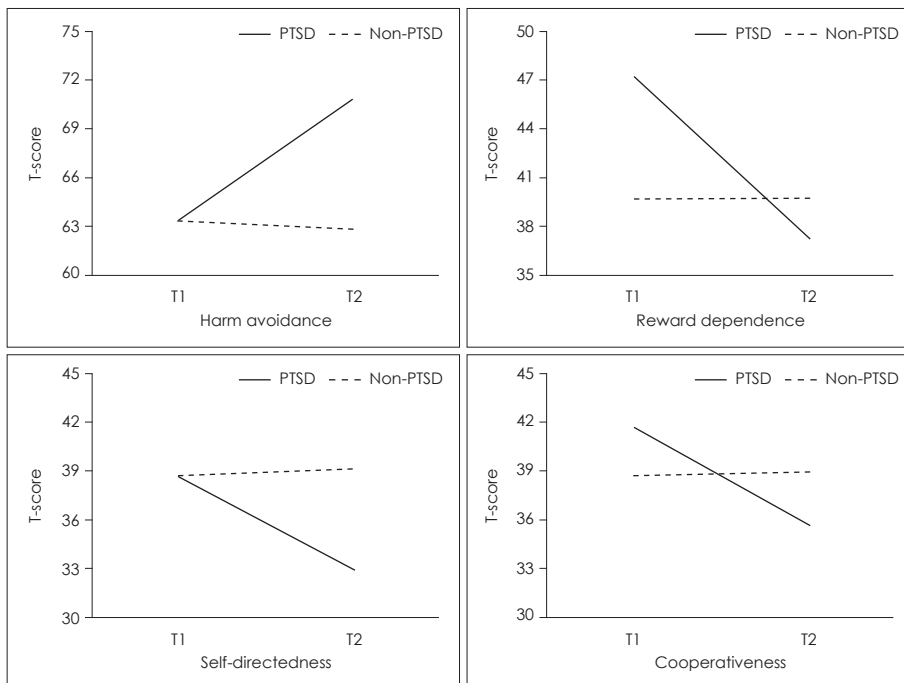 PTSD Non-PTSD
75
72
69
66
63
60
T-score
T1 T2
Harm avoidance
PTSD Non-PTSD
50
47
44
41
38
35
T-score
T1 T2
Reward dependence
PTSD Non-PTSD
45
42
39
36
33
30
T-score
T1 T2
Self-directedness
PTSD Non-PTSD
45
42
39
36
33
30
T-score
T1 T2
Cooperativeness